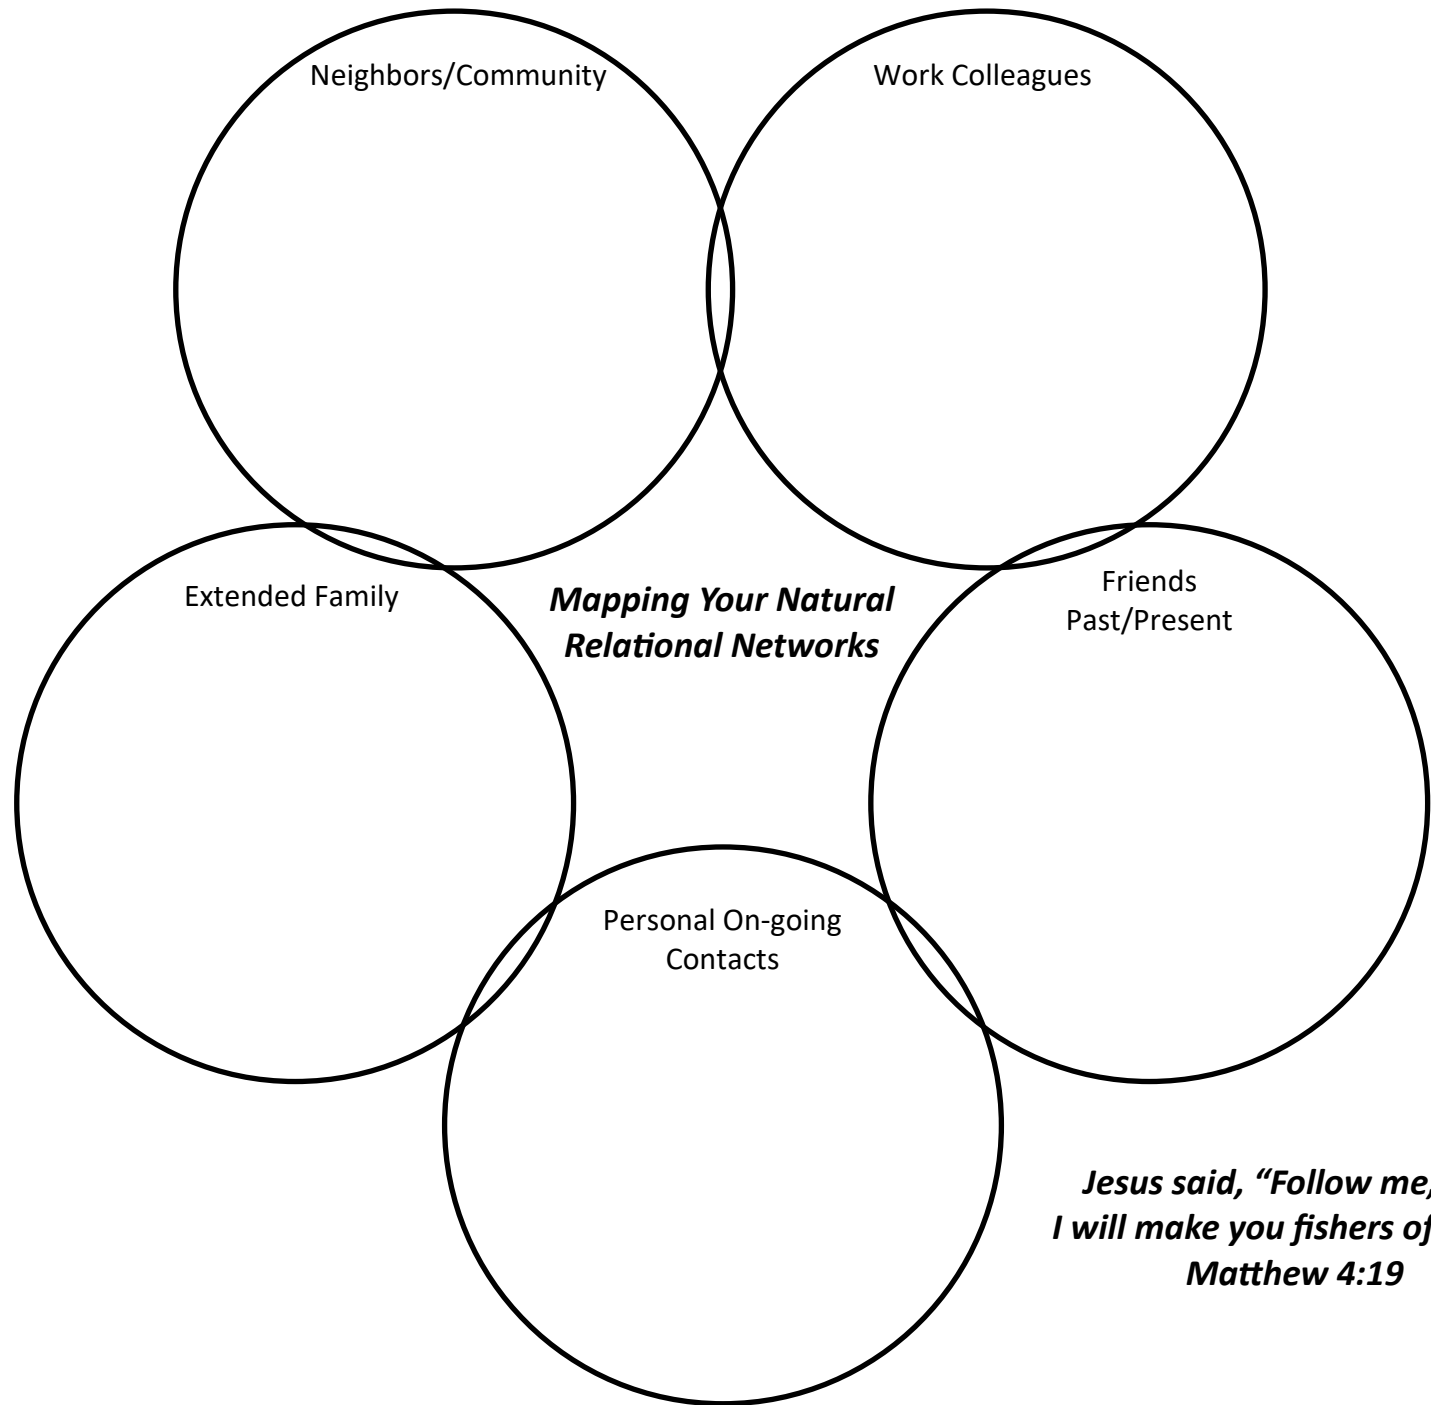 Neighbors/Community
Work Colleagues
Extended Family
Mapping Your Natural
Relational Networks
Friends
Past/Present
Personal On-going
Contacts
Jesus said, “Follow me,
I will make you fishers of
Matthew 4:19